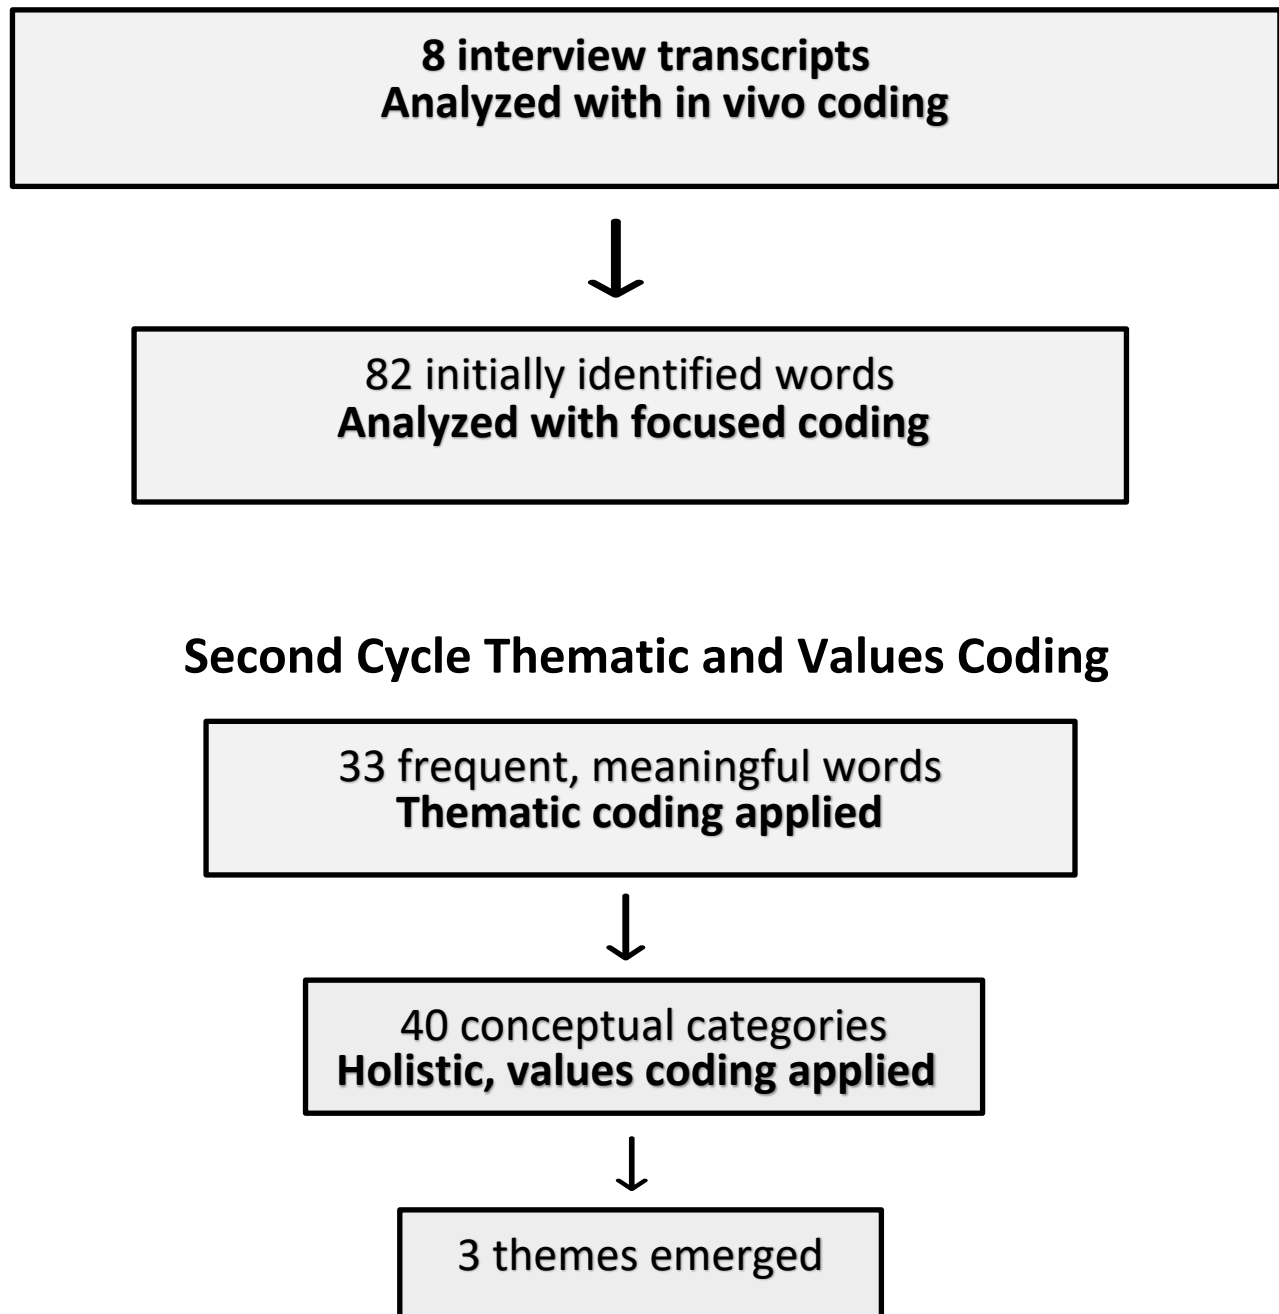 8 interview transcripts
Analyzed with in vivo coding
82 initially identified words
Analyzed with focused coding
Second Cycle Thematic and Values Coding
33 frequent, meaningful words
Thematic coding applied
40 conceptual categories
Holistic, values coding applied
3 themes emerged